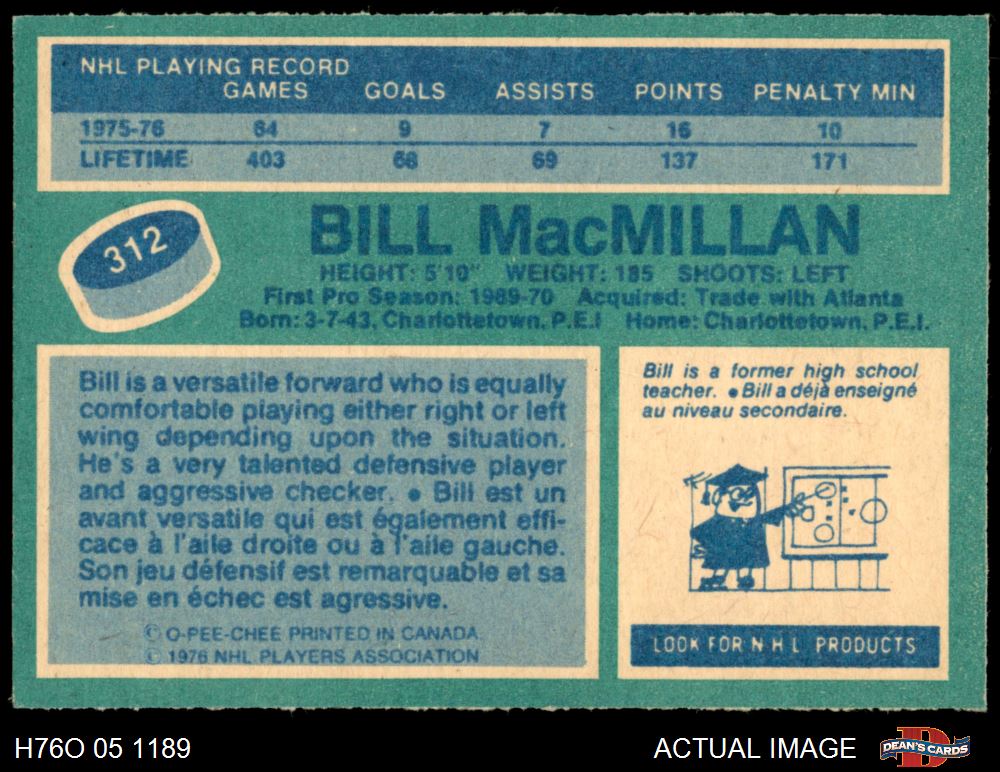 NHL PLAYING RECORD
GAMES GOALS ASSISTS POINTS PENALTY MIN
1975-76 64 9 7 16 10
LIFETIME 403 68 69 137 171
312
BILL MacMILLAN
HEIGHT: 5'10" WEIGHT: 185 SHOOTS: LEFT
First Pro Season: 1969-70 Acquired: Trade with Atlanta
Born: 3-7-43, Charlottetown, P.E.I Home: Charlottetown, P.E.I.
Bill is a versatile forward who is equally
comfortable playing either right or left
wing depending upon the situation.
He's a very talented defensive player
and aggressive checker. ● Bill est un
avant versatile qui est également effi-
cace à l'aile droite ou à l'aile gauche.
Son jeu défensif est remarquable et sa
mise en échec est agressive.
© O-PEE-CHEE PRINTED IN CANADA
© 1976 NHL PLAYERS ASSOCIATION
Bill is a former high school
teacher. ● Bill a déjà enseigné
au niveau secondaire.
LOOK FOR N H L PRODUCTS
H76O 05 1189
ACTUAL IMAGE
D
DEAN'S CARDS